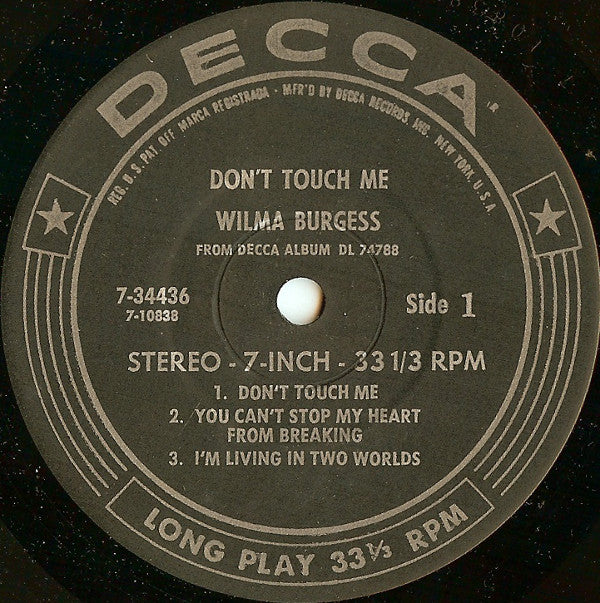 DECCA
REG. U.S. PAT. OFF. MARCA REGISTRADA - MFR'D BY DECCA RECORDS INC. NEW YORK, U.S.A.
DON'T TOUCH ME
WILMA BURGESS
FROM DECCA ALBUM DL 74788
7-34436
7-10838
Side 1
STEREO - 7-INCH - 33 1/3 RPM
1. DON'T TOUCH ME
2. YOU CAN'T STOP MY HEART
FROM BREAKING
3. I'M LIVING IN TWO WORLDS
LONG PLAY 33⅓ RPM